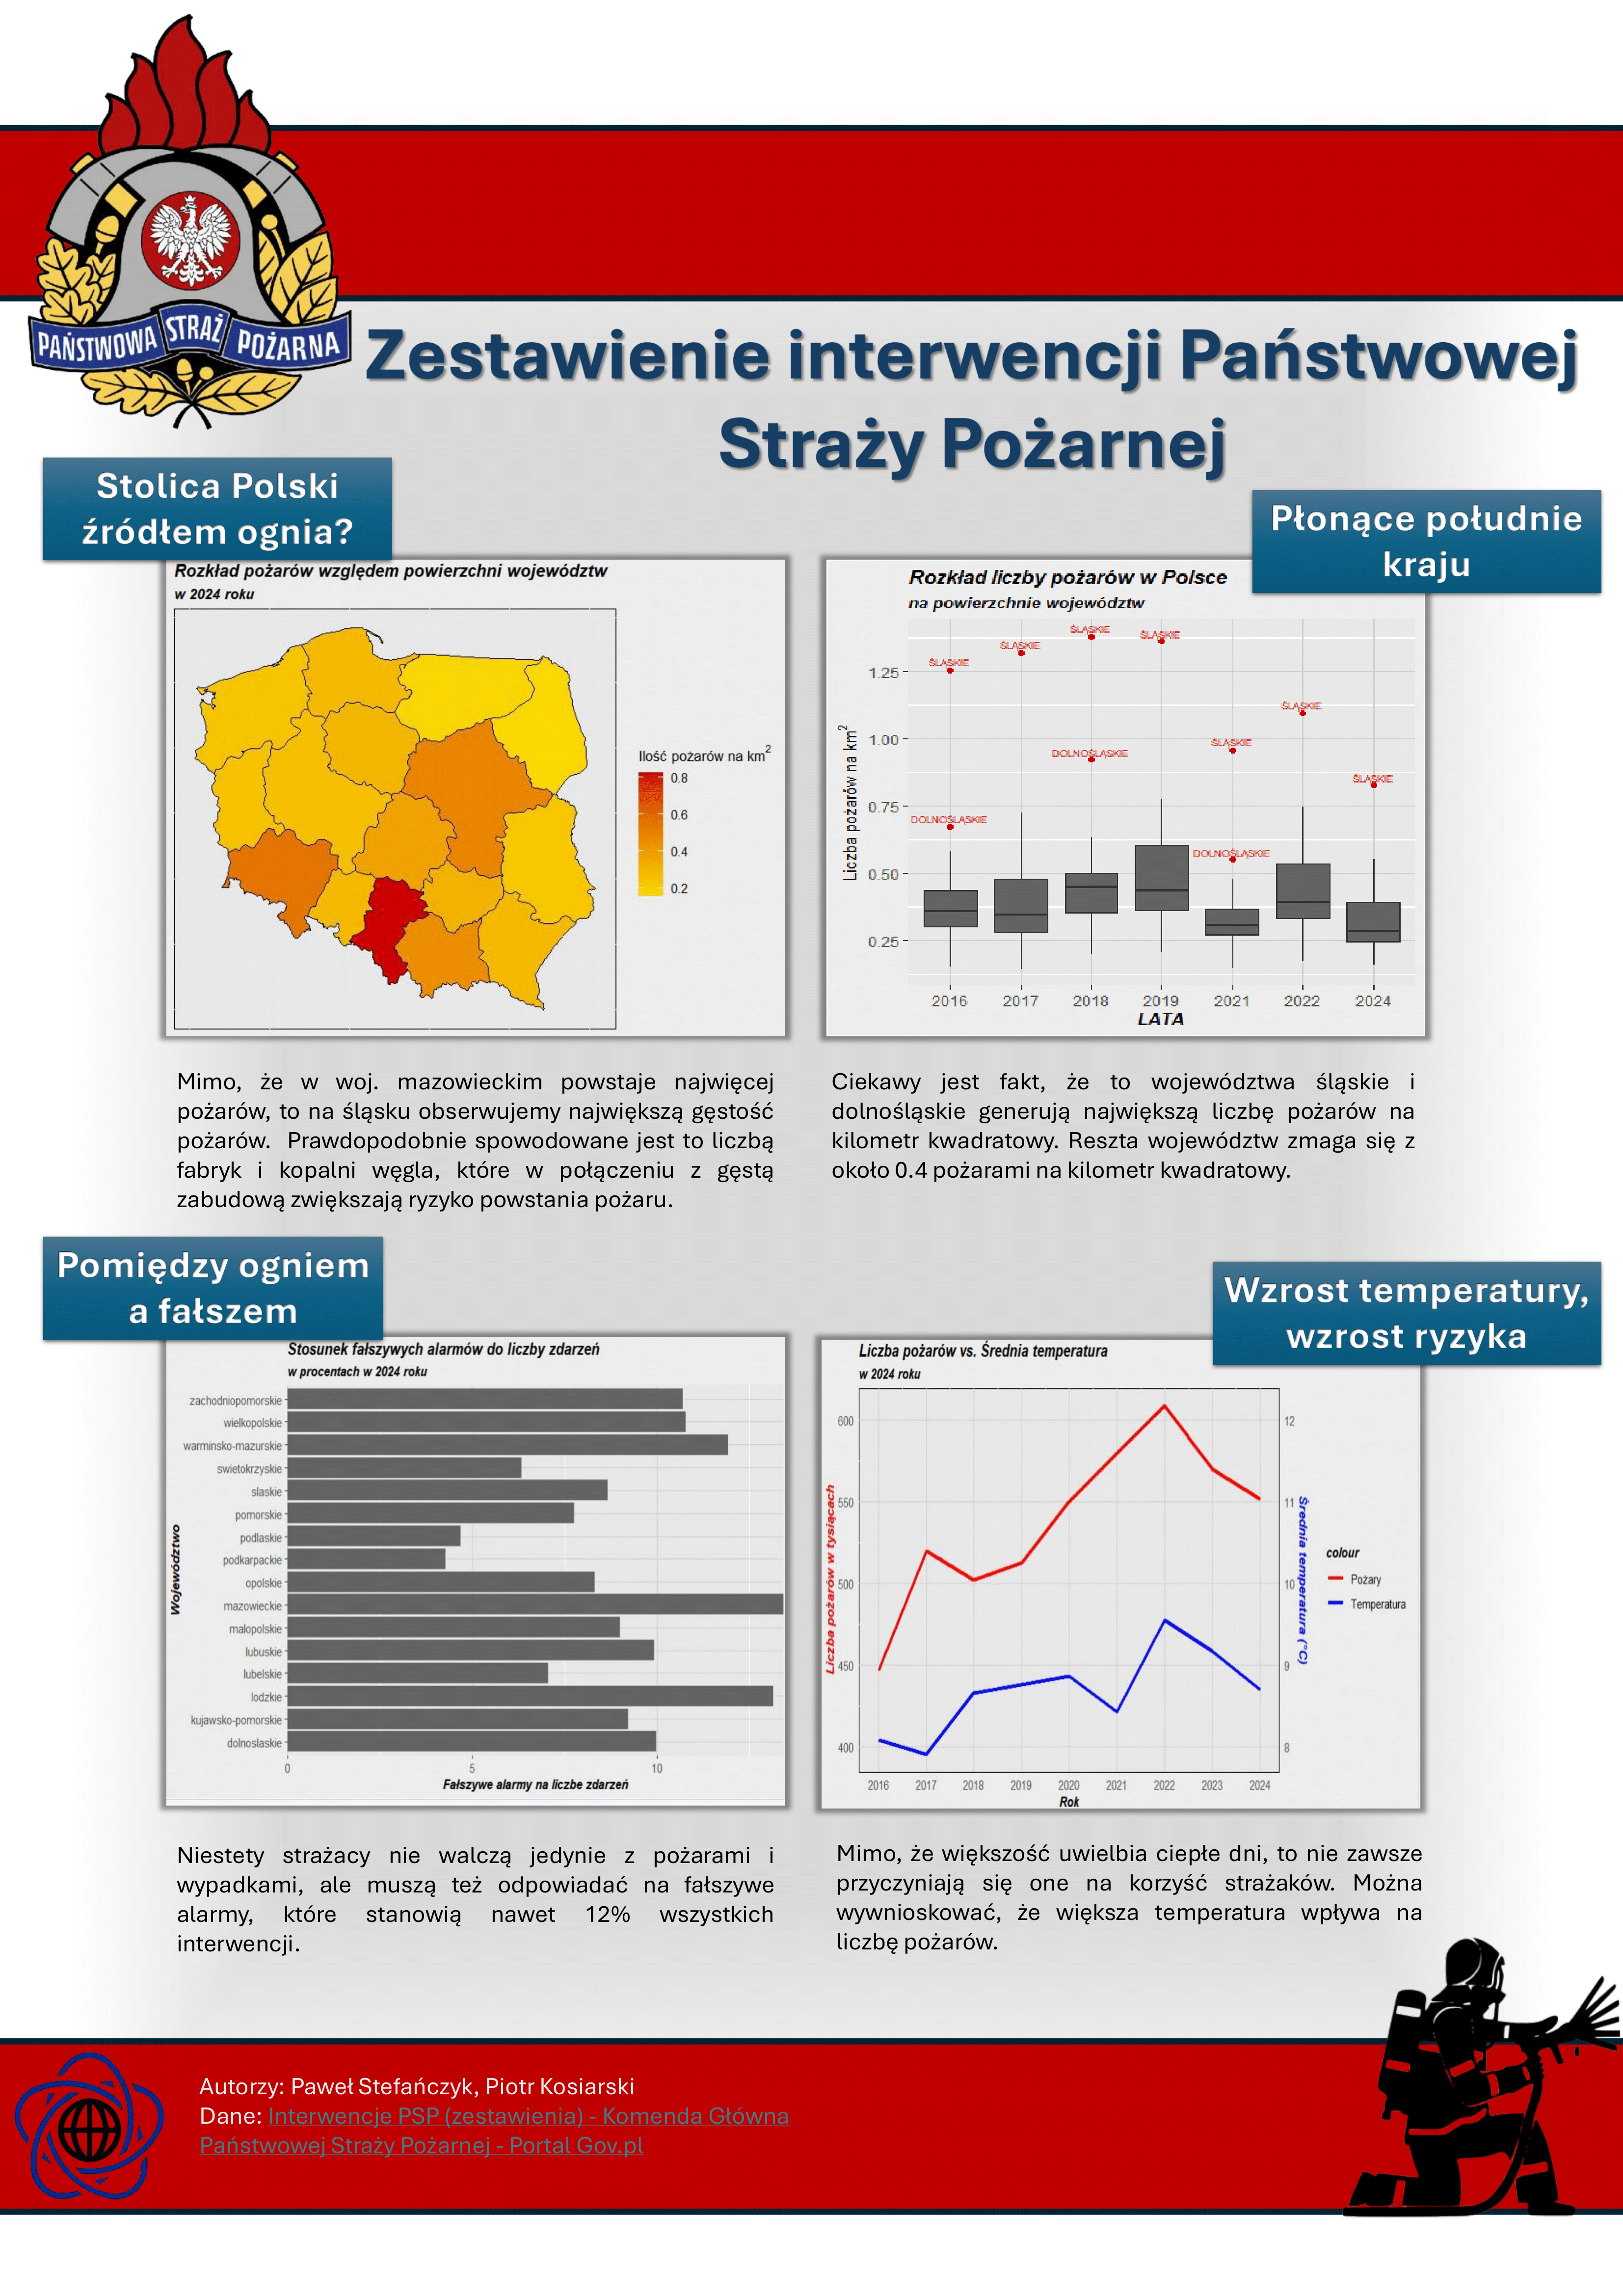 PAŃSTWOWA STRAŻ POŻARNA
Zestawienie interwencji Państwowej
Straży Pożarnej
Stolica Polski
źródłem ognia?
Rozkład pożarów względem powierzchni województw
w 2024 roku
Ilość pożarów na km²
0.8
0.6
0.4
0.2
Mimo, że w woj. mazowieckim powstaje najwięcej
pożarów, to na śląsku obserwujemy największą gęstość
pożarów. Prawdopodobnie spowodowane jest to liczbą
fabryk i kopalni węgla, które w połączeniu z gęstą
zabudową zwiększają ryzyko powstania pożaru.
Płonące południe
kraju
Rozkład liczby pożarów w Polsce
na powierzchnie województw
Liczba pożarów na km²
1.25
1.00
0.75
0.50
0.25
ŚLĄSKIE
ŚLĄSKIE
ŚLĄSKIE
ŚLĄSKIE
ŚLĄSKIE
ŚLĄSKIE
ŚLĄSKIE
DOLNOŚLĄSKIE
DOLNOŚLĄSKIE
DOLNOŚLĄSKIE
2016 2017 2018 2019 2021 2022 2024
LATA
Ciekawy jest fakt, że to województwa śląskie i
dolnośląskie generują największą liczbę pożarów na
kilometr kwadratowy. Reszta województw zmaga się z
około 0.4 pożarami na kilometr kwadratowy.
Pomiędzy ogniem
a fałszem
Stosunek fałszywych alarmów do liczby zdarzeń
w procentach w 2024 roku
Województwo
zachodniopomorskie
wielkopolskie
warminsko-mazurskie
swietokrzyskie
slaskie
pomorskie
podlaskie
podkarpackie
opolskie
mazowieckie
malopolskie
lubuskie
lubelskie
lodzkie
kujawsko-pomorskie
dolnoslaskie
0 5 10
Fałszywe alarmy na liczbe zdarzeń
Niestety strażacy nie walczą jedynie z pożarami i
wypadkami, ale muszą też odpowiadać na fałszywe
alarmy, które stanowią nawet 12% wszystkich
interwencji.
Wzrost temperatury,
wzrost ryzyka
Liczba pożarów vs. Średnia temperatura
w 2024 roku
Liczba pożarów w tysiącach
600
550
500
450
400
12
11
10
9
8
Średnia temperatura (°C)
colour
Pożary
Temperatura
2016 2017 2018 2019 2020 2021 2022 2023 2024
Rok
Mimo, że większość uwielbia ciepłe dni, to nie zawsze
przyczyniają się one na korzyść strażaków. Można
wywnioskować, że większa temperatura wpływa na
liczbę pożarów.
Autorzy: Paweł Stefańczyk, Piotr Kosiarski
Dane: Interwencje PSP (zestawienia) - Komenda Główna
Państwowej Straży Pożarnej - Portal Gov.pl